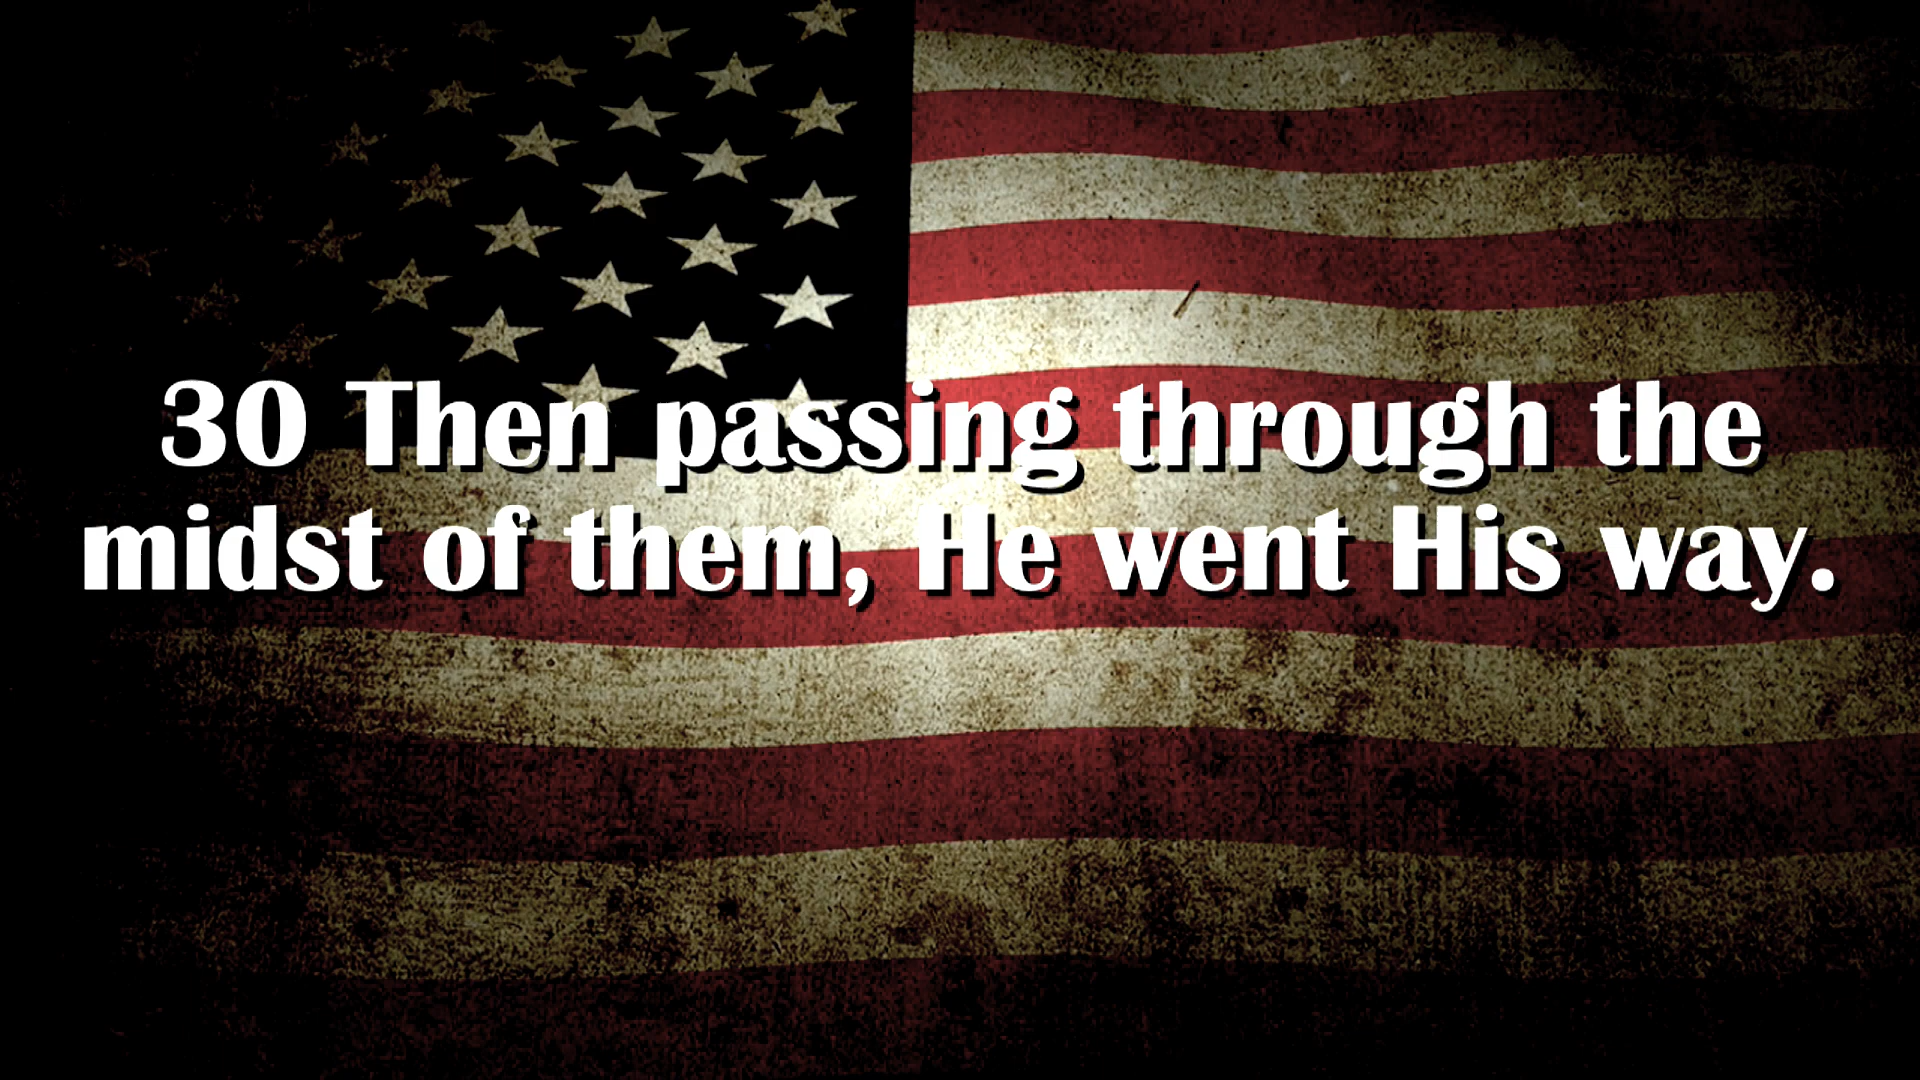 30 Then passing through the
midst of them, He went His way.